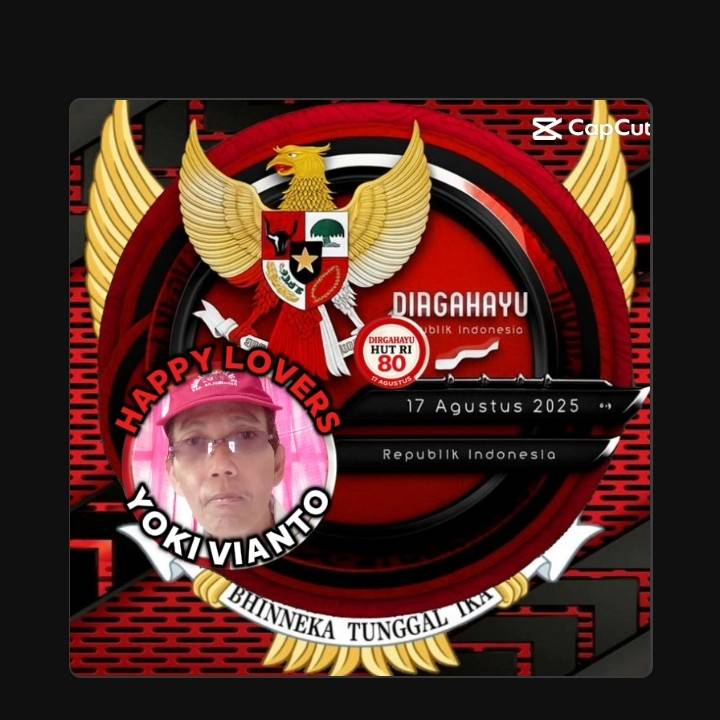 CapCut
DIRGAHAYU
ublik Indonesia
DIRGAHAYU
HUT RI
80
17 AGUSTUS
17 Agustus 2025
Republik Indonesia
HAPPY LOVERS
YOKI VIANTO
BHINNEKA TUNGGAL IKA